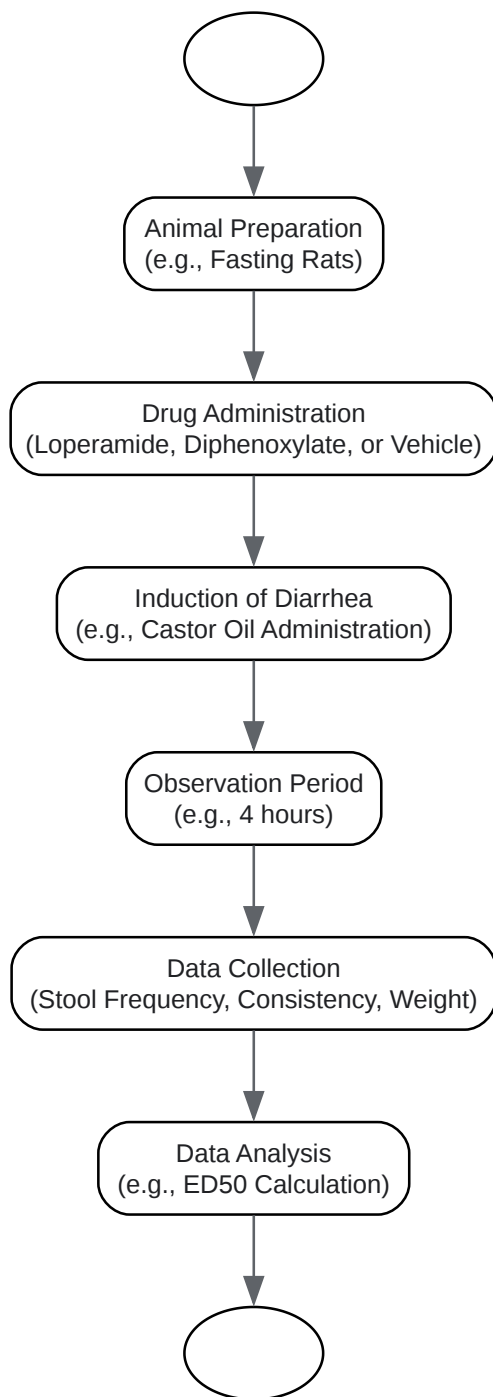 Animal Preparation
(e.g., Fasting Rats)
Drug Administration
(Loperamide, Diphenoxylate, or Vehicle)
Induction of Diarrhea
(e.g., Castor Oil Administration)
Observation Period
(e.g., 4 hours)
Data Collection
(Stool Frequency, Consistency, Weight)
Data Analysis
(e.g., ED50 Calculation)